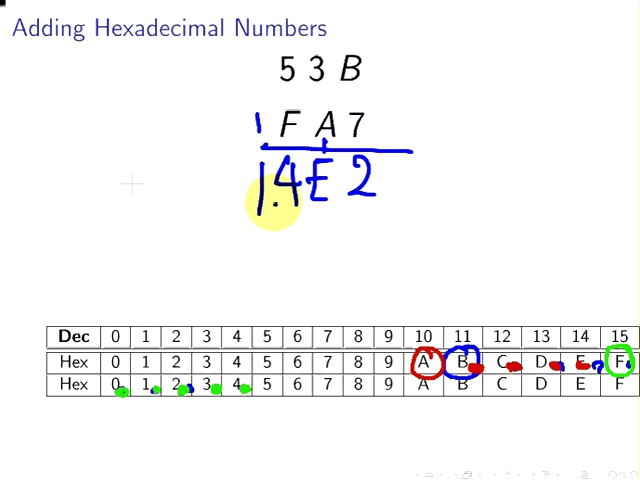 Adding Hexadecimal Numbers
5 3 B
1 F A 7
1 4 E 2
Dec 0 1 2 3 4 5 6 7 8 9 10 11 12 13 14 15
Hex 0 1 2 3 4 5 6 7 8 9 A B C D E F
Hex 0 1 2 3 4 5 6 7 8 9 A B C D E F